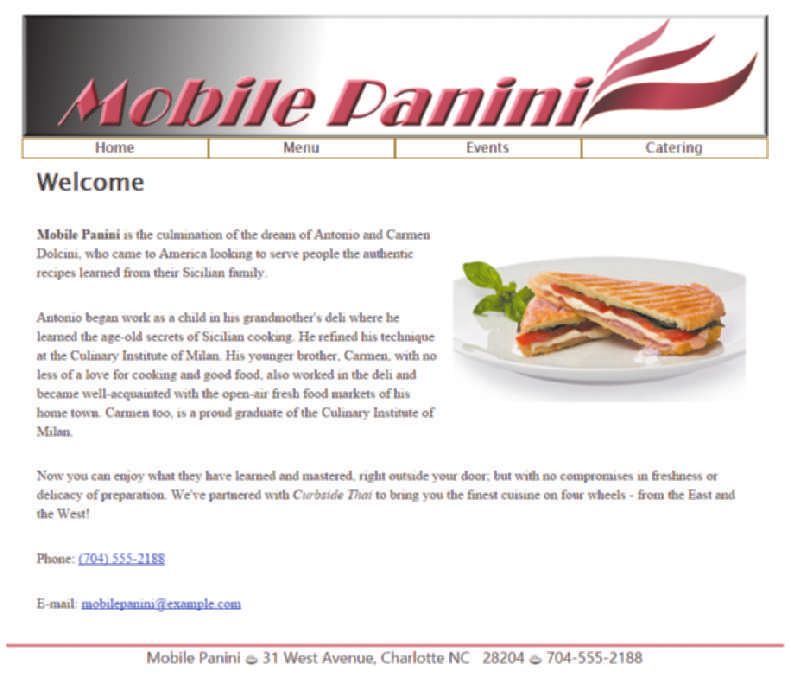 Mobile Panini
Home Menu Events Catering
Welcome
Mobile Panini is the culmination of the dream of Antonio and Carmen
Dolcini, who came to America looking to serve people the authentic
recipes learned from their Sicilian family.
Antonio began work as a child in his grandmother's deli where he
learned the age-old secrets of Sicilian cooking. He refined his technique
at the Culinary Institute of Milan. His younger brother, Carmen, with no
less of a love for cooking and good food, also worked in the deli and
became well-acquainted with the open-air fresh food markets of his
home town. Carmen too, is a proud graduate of the Culinary Institute of
Milan.
Now you can enjoy what they have learned and mastered, right outside your door; but with no compromises in freshness or
delicacy of preparation. We've partnered with Curbside Thai to bring you the finest cuisine on four wheels - from the East and
the West!
Phone: (704) 555-2188
E-mail: mobilepanini@example.com
Mobile Panini 31 West Avenue, Charlotte NC 28204 704-555-2188